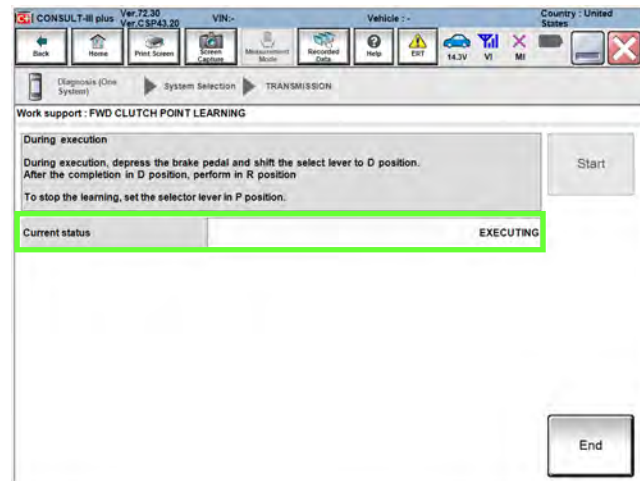 C+ CONSULT-III plus Ver.72.30 VIN:- Vehicle : - Country : United
Ver.CSP43.20 States
Back Home Print Screen Screen Capture Measurement Mode Recorded Data Help ERT 14.3V VI MI
Diagnosis (One System) System Selection TRANSMISSION
Work support : FWD CLUTCH POINT LEARNING
During execution
During execution, depress the brake pedal and shift the select lever to D position.
After the completion in D position, perform in R position
To stop the learning, set the selector lever in P position.
Start
Current status EXECUTING
End